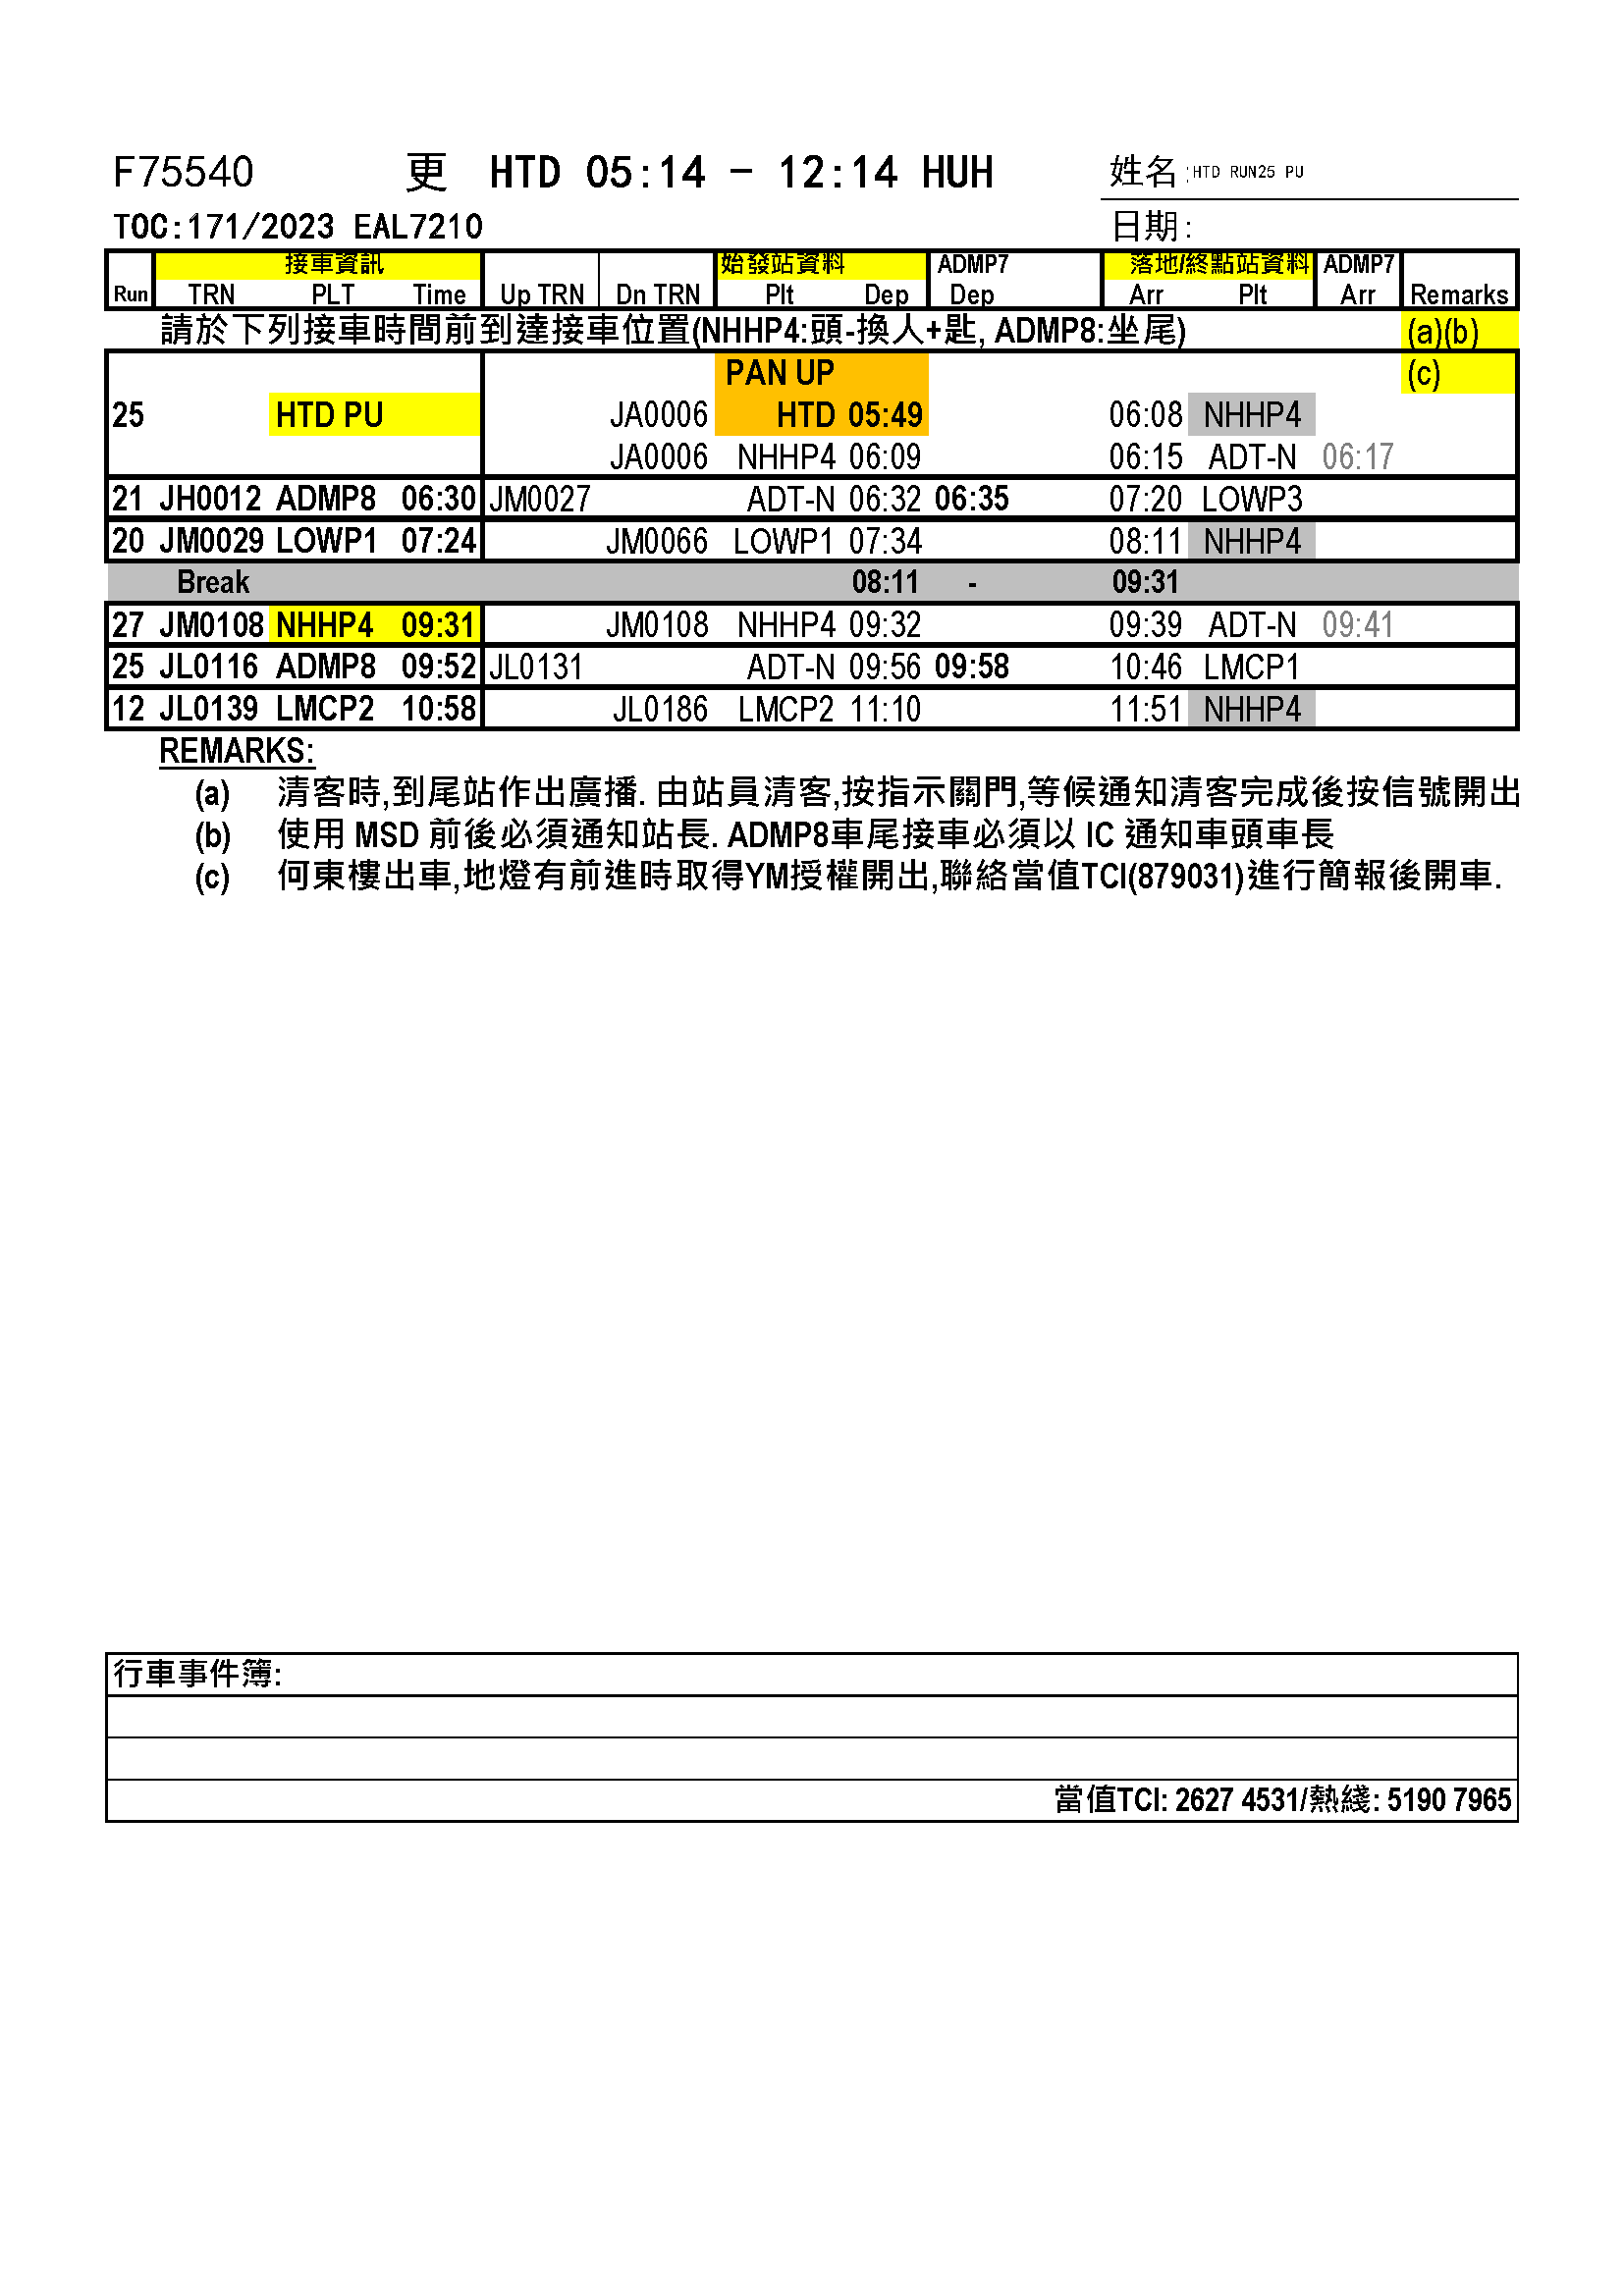 F75540 更 HTD 05:14 - 12:14 HUH 姓名:HTD RUN25 PU
TOC:171/2023 EAL7210 日期:
接車資訊 始發站資料 ADMP7 落地/終點站資料 ADMP7
Run TRN PLT Time Up TRN Dn TRN Plt Dep Dep Arr Plt Arr Remarks
請於下列接車時間前到達接車位置(NHHP4:頭-換人+匙, ADMP8:坐尾) (a)(b)
PAN UP (c)
25 HTD PU JA0006 HTD 05:49 06:08 NHHP4
JA0006 NHHP4 06:09 06:15 ADT-N 06:17
21 JH0012 ADMP8 06:30 JM0027 ADT-N 06:32 06:35 07:20 LOWP3
20 JM0029 LOWP1 07:24 JM0066 LOWP1 07:34 08:11 NHHP4
Break 08:11 - 09:31
27 JM0108 NHHP4 09:31 JM0108 NHHP4 09:32 09:39 ADT-N 09:41
25 JL0116 ADMP8 09:52 JL0131 ADT-N 09:56 09:58 10:46 LMCP1
12 JL0139 LMCP2 10:58 JL0186 LMCP2 11:10 11:51 NHHP4
REMARKS:
(a) 清客時,到尾站作出廣播. 由站員清客,按指示關門,等候通知清客完成後按信號開出
(b) 使用 MSD 前後必須通知站長. ADMP8車尾接車必須以 IC 通知車頭車長
(c) 何東樓出車,地燈有前進時取得YM授權開出,聯絡當值TCI(879031)進行簡報後開車.
行車事件簿:
當值TCI: 2627 4531/熱綫: 5190 7965